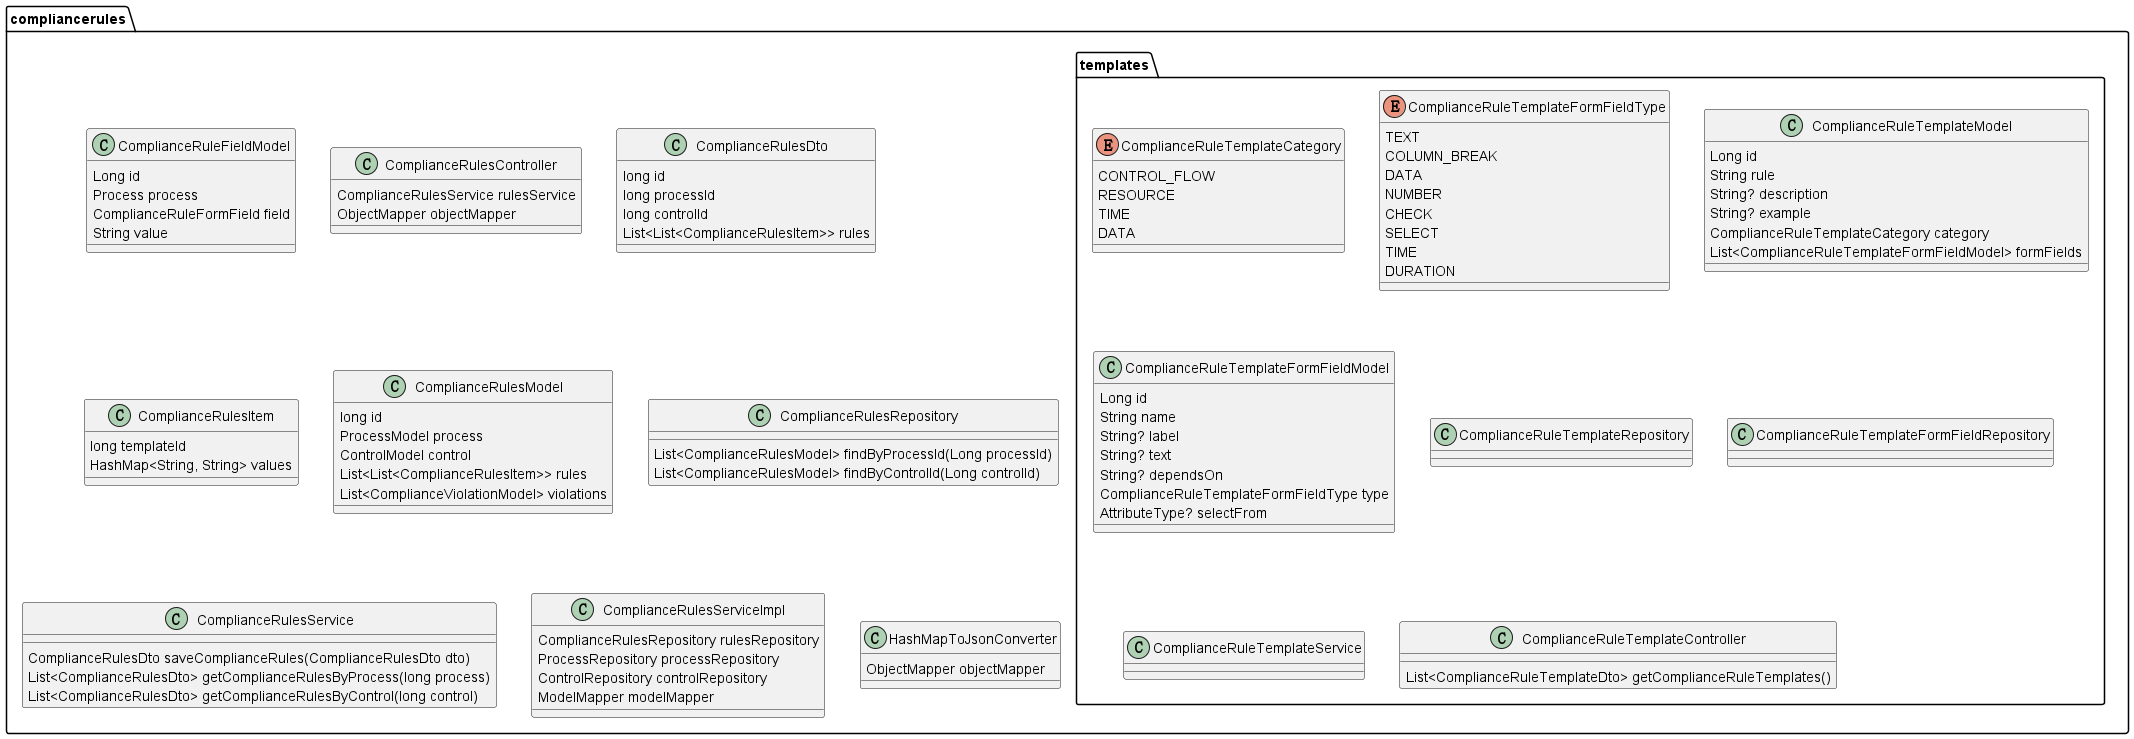 compliancerules
templates
C ComplianceRuleFieldModel
Long id
Process process
ComplianceRuleFormField field
String value
C ComplianceRulesController
ComplianceRulesService rulesService
ObjectMapper objectMapper
C ComplianceRulesDto
long id
long processId
long controlId
List<List<ComplianceRulesItem>> rules
E ComplianceRuleTemplateCategory
CONTROL_FLOW
RESOURCE
TIME
DATA
E ComplianceRuleTemplateFormFieldType
TEXT
COLUMN_BREAK
DATA
NUMBER
CHECK
SELECT
TIME
DURATION
C ComplianceRuleTemplateModel
Long id
String rule
String? description
String? example
ComplianceRuleTemplateCategory category
List<ComplianceRuleTemplateFormFieldModel> formFields
C ComplianceRulesItem
long templateId
HashMap<String, String> values
C ComplianceRulesModel
long id
ProcessModel process
ControlModel control
List<List<ComplianceRulesItem>> rules
List<ComplianceViolationModel> violations
C ComplianceRulesRepository
List<ComplianceRulesModel> findByProcessId(Long processId)
List<ComplianceRulesModel> findByControlId(Long controlId)
C ComplianceRuleTemplateFormFieldModel
Long id
String name
String? label
String? text
String? dependsOn
ComplianceRuleTemplateFormFieldType type
AttributeType? selectFrom
C ComplianceRuleTemplateRepository
C ComplianceRuleTemplateFormFieldRepository
C ComplianceRulesService
ComplianceRulesDto saveComplianceRules(ComplianceRulesDto dto)
List<ComplianceRulesDto> getComplianceRulesByProcess(long process)
List<ComplianceRulesDto> getComplianceRulesByControl(long control)
C ComplianceRulesServiceImpl
ComplianceRulesRepository rulesRepository
ProcessRepository processRepository
ControlRepository controlRepository
ModelMapper modelMapper
C HashMapToJsonConverter
ObjectMapper objectMapper
C ComplianceRuleTemplateService
C ComplianceRuleTemplateController
List<ComplianceRuleTemplateDto> getComplianceRuleTemplates()